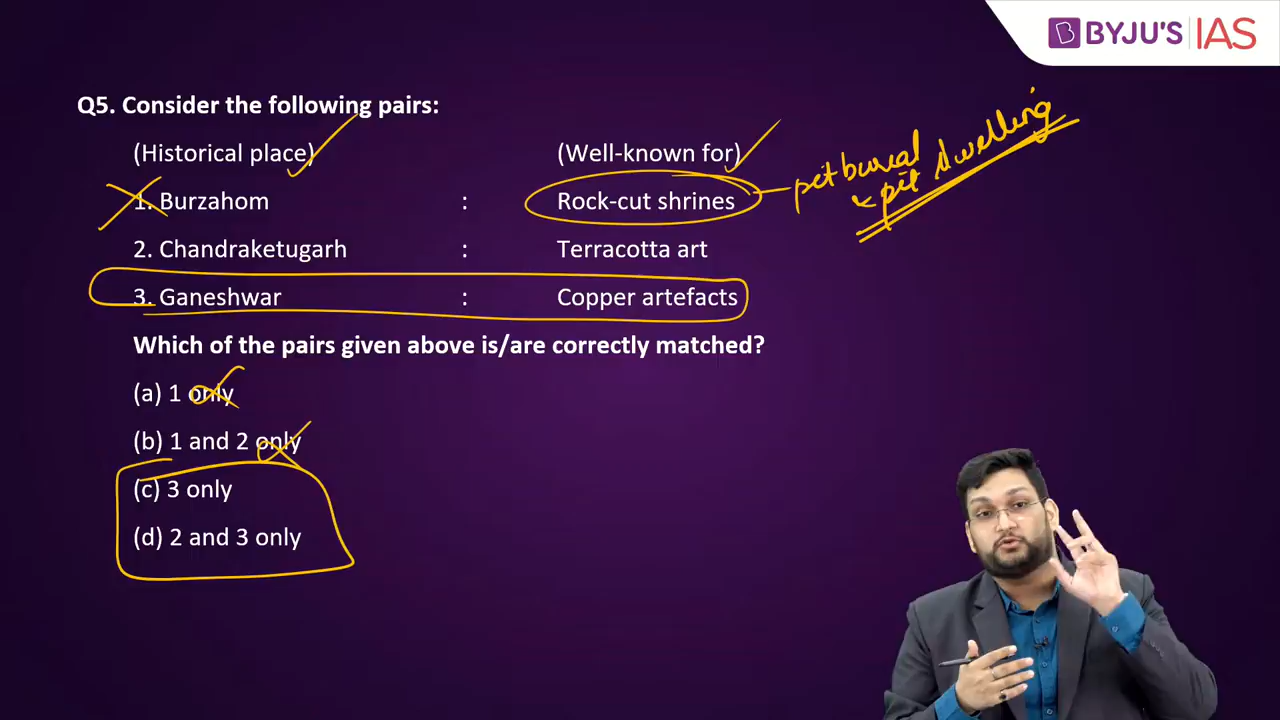 BYJU'S IAS
Q5. Consider the following pairs:
(Historical place) (Well-known for)
1. Burzahom : Rock-cut shrines
pit burial
pit dwelling
2. Chandraketugarh : Terracotta art
3. Ganeshwar : Copper artefacts
Which of the pairs given above is/are correctly matched?
(a) 1 only
(b) 1 and 2 only
(c) 3 only
(d) 2 and 3 only